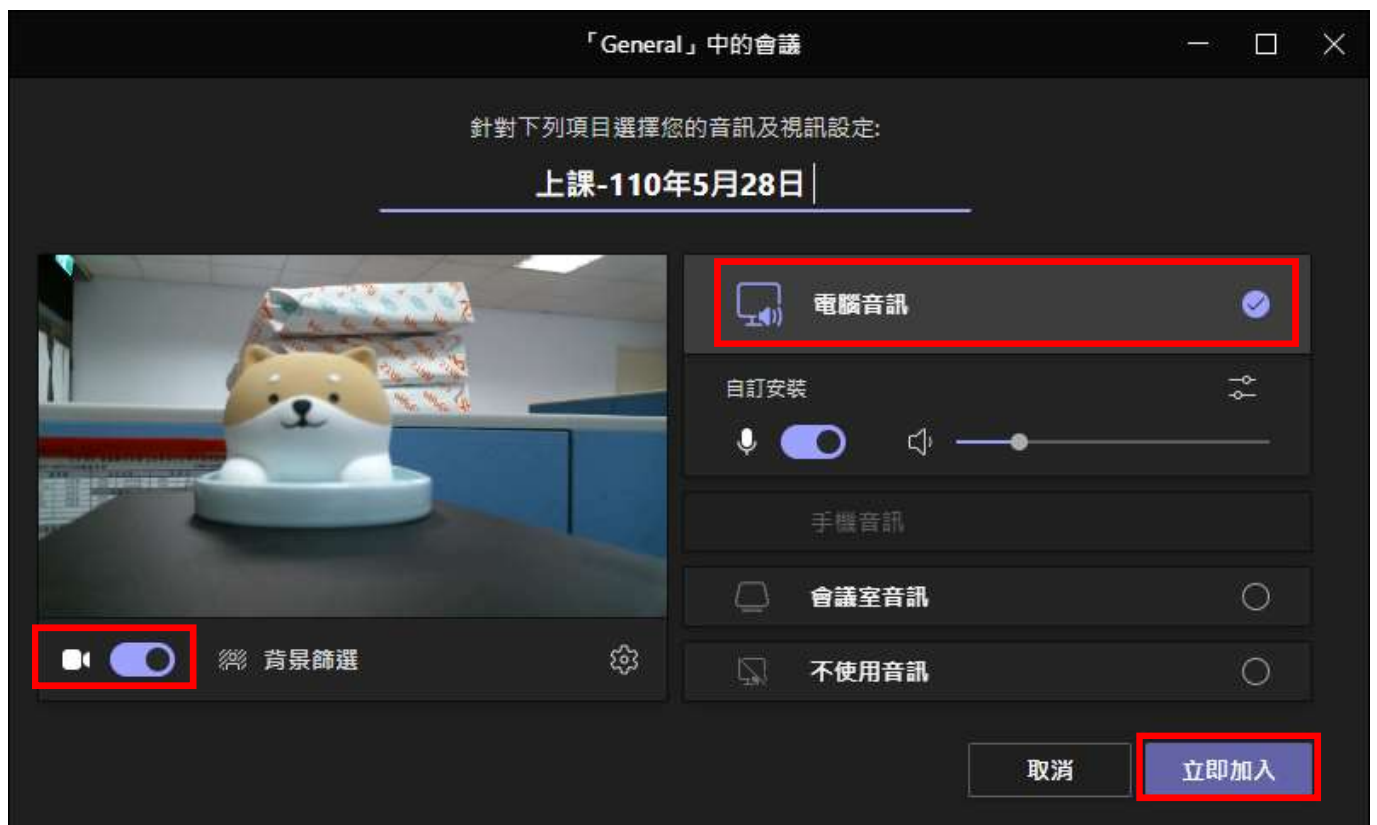 「General」中的會議
針對下列項目選擇您的音訊及視訊設定:
上課-110年5月28日
電腦音訊
自訂安裝
手機音訊
會議室音訊
背景篩選
不使用音訊
取消
立即加入